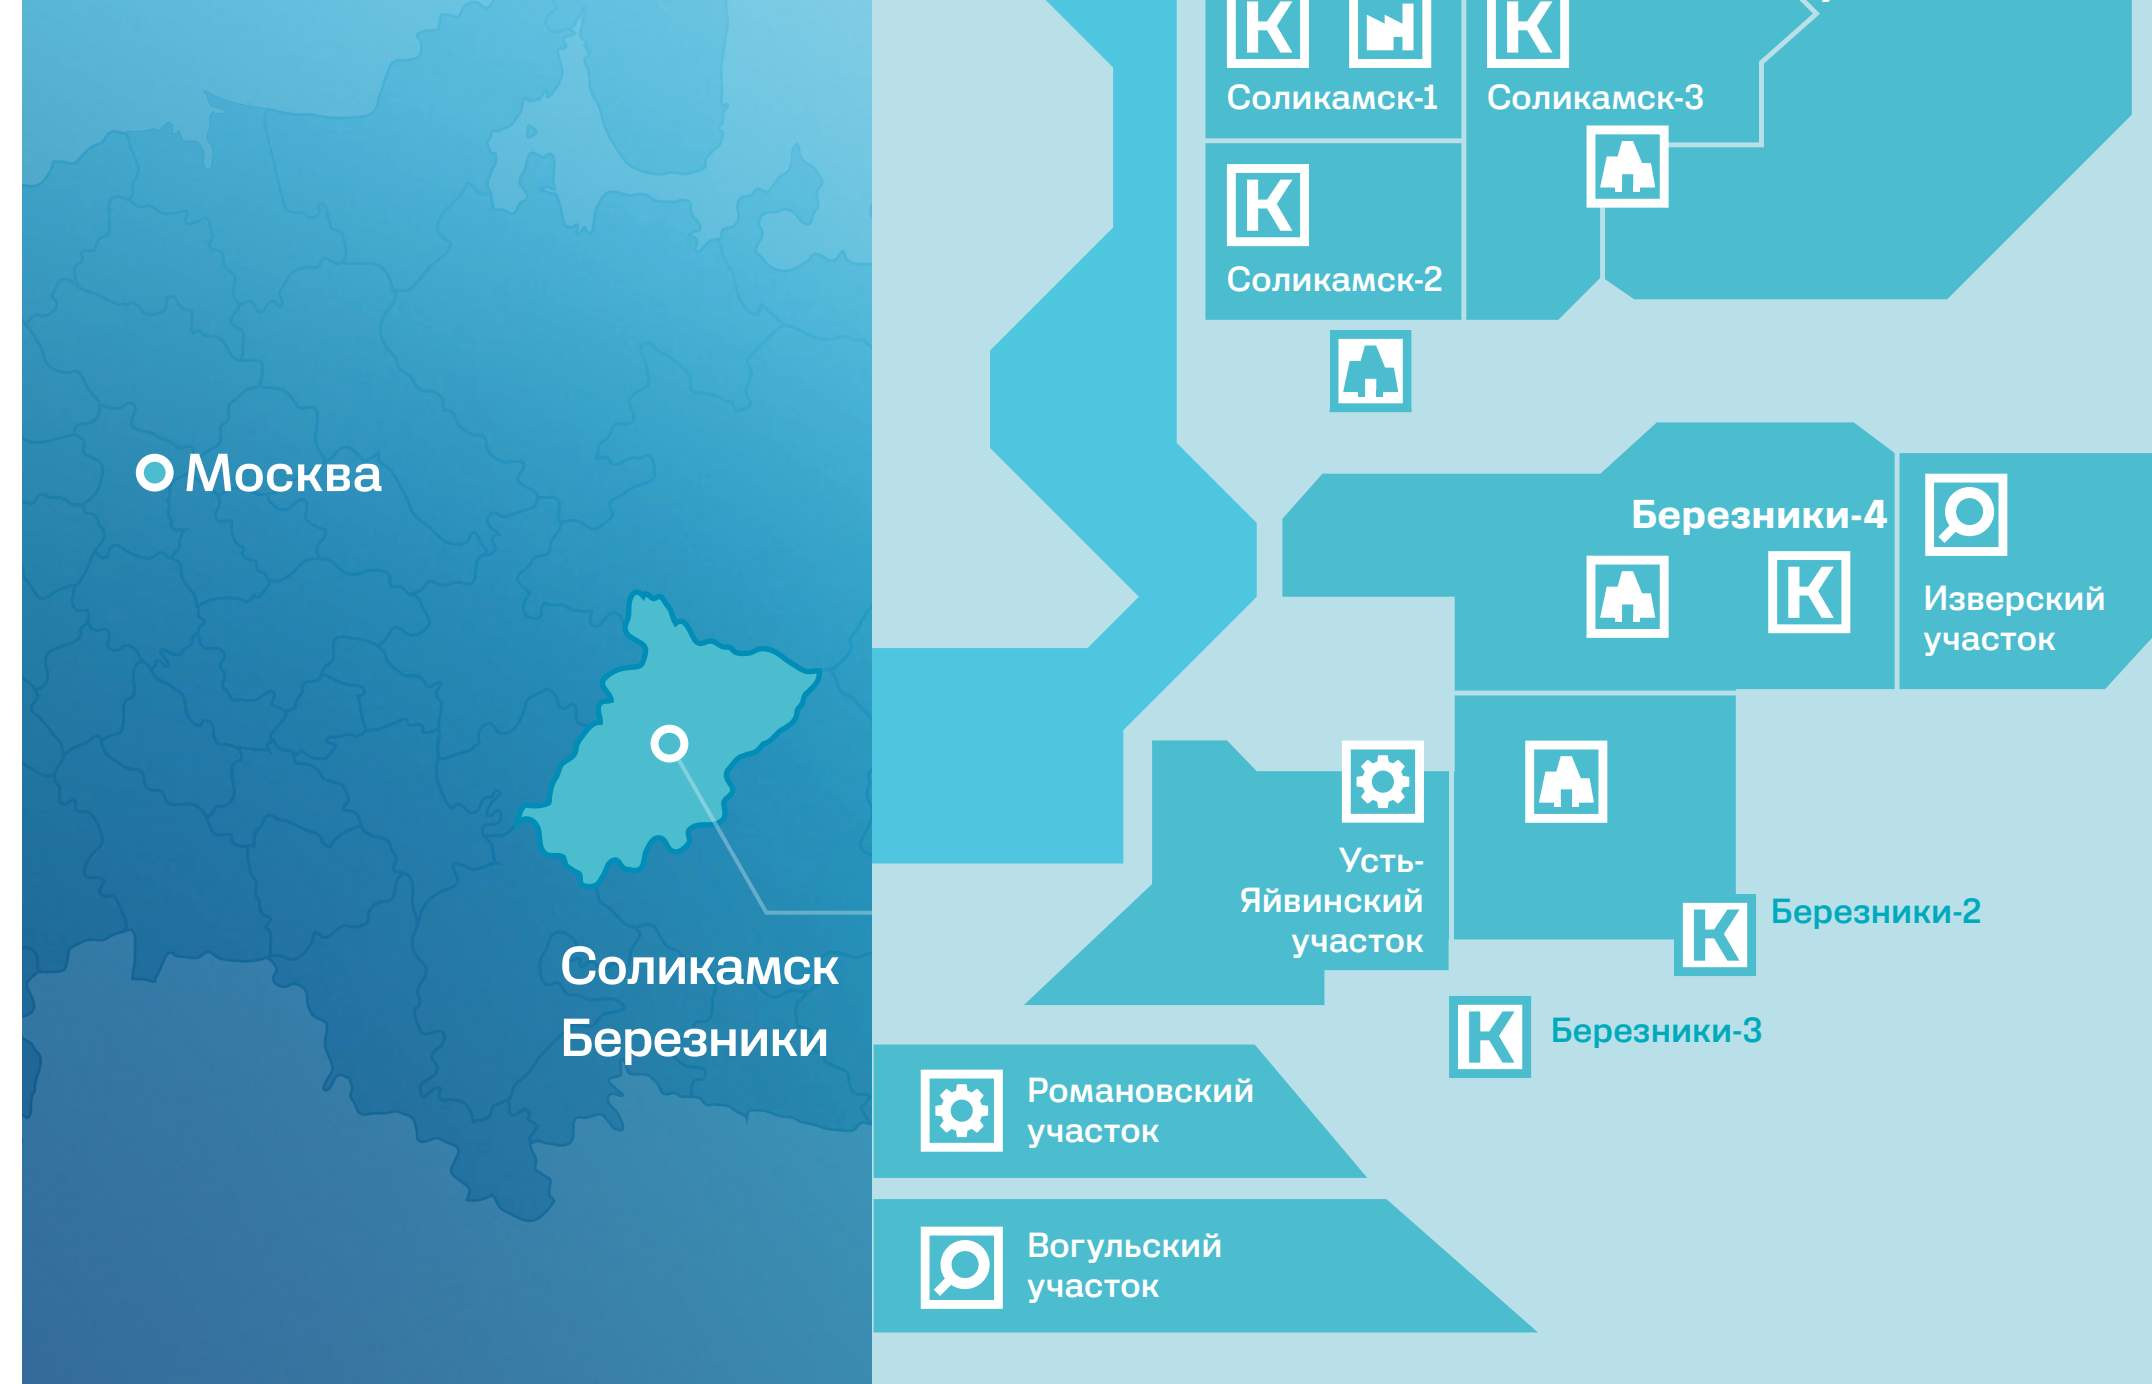 Москва
Соликамск
Березники
К
К
Соликамск-1
Соликамск-3
К
Соликамск-2
Березники-4
К
Изверский
участок
Усть-
Яйвинский
участок
К
Березники-2
К
Березники-3
Романовский
участок
Вогульский
участок